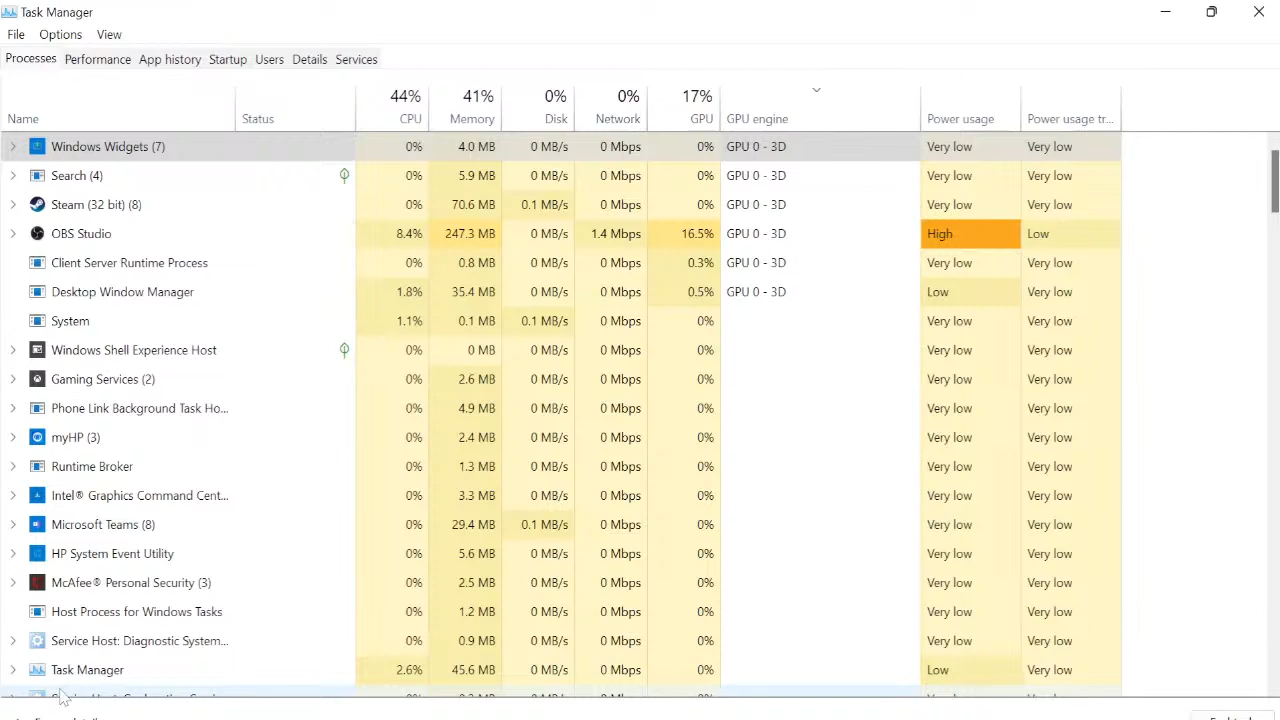 Task Manager
File Options View
Processes Performance App history Startup Users Details Services
44% 41% 0% 0% 17%
Name Status CPU Memory Disk Network GPU GPU engine Power usage Power usage tr...
Windows Widgets (7) 0% 4.0 MB 0 MB/s 0 Mbps 0% GPU 0 - 3D Very low Very low
Search (4) 0% 5.9 MB 0 MB/s 0 Mbps 0% GPU 0 - 3D Very low Very low
Steam (32 bit) (8) 0% 70.6 MB 0.1 MB/s 0 Mbps 0% GPU 0 - 3D Very low Very low
OBS Studio 8.4% 247.3 MB 0 MB/s 1.4 Mbps 16.5% GPU 0 - 3D High Low
Client Server Runtime Process 0% 0.8 MB 0 MB/s 0 Mbps 0.3% GPU 0 - 3D Very low Very low
Desktop Window Manager 1.8% 35.4 MB 0 MB/s 0 Mbps 0.5% GPU 0 - 3D Low Very low
System 1.1% 0.1 MB 0.1 MB/s 0 Mbps 0% Very low Very low
Windows Shell Experience Host 0% 0 MB 0 MB/s 0 Mbps 0% Very low Very low
Gaming Services (2) 0% 2.6 MB 0 MB/s 0 Mbps 0% Very low Very low
Phone Link Background Task Ho... 0% 4.9 MB 0 MB/s 0 Mbps 0% Very low Very low
myHP (3) 0% 2.4 MB 0 MB/s 0 Mbps 0% Very low Very low
Runtime Broker 0% 1.3 MB 0 MB/s 0 Mbps 0% Very low Very low
Intel® Graphics Command Cent... 0% 3.3 MB 0 MB/s 0 Mbps 0% Very low Very low
Microsoft Teams (8) 0% 29.4 MB 0.1 MB/s 0 Mbps 0% Very low Very low
HP System Event Utility 0% 5.6 MB 0 MB/s 0 Mbps 0% Very low Very low
McAfee® Personal Security (3) 0% 2.5 MB 0 MB/s 0 Mbps 0% Very low Very low
Host Process for Windows Tasks 0% 1.2 MB 0 MB/s 0 Mbps 0% Very low Very low
Service Host: Diagnostic System... 0% 0.9 MB 0 MB/s 0 Mbps 0% Very low Very low
Task Manager 2.6% 45.6 MB 0 MB/s 0 Mbps 0% Low Very low